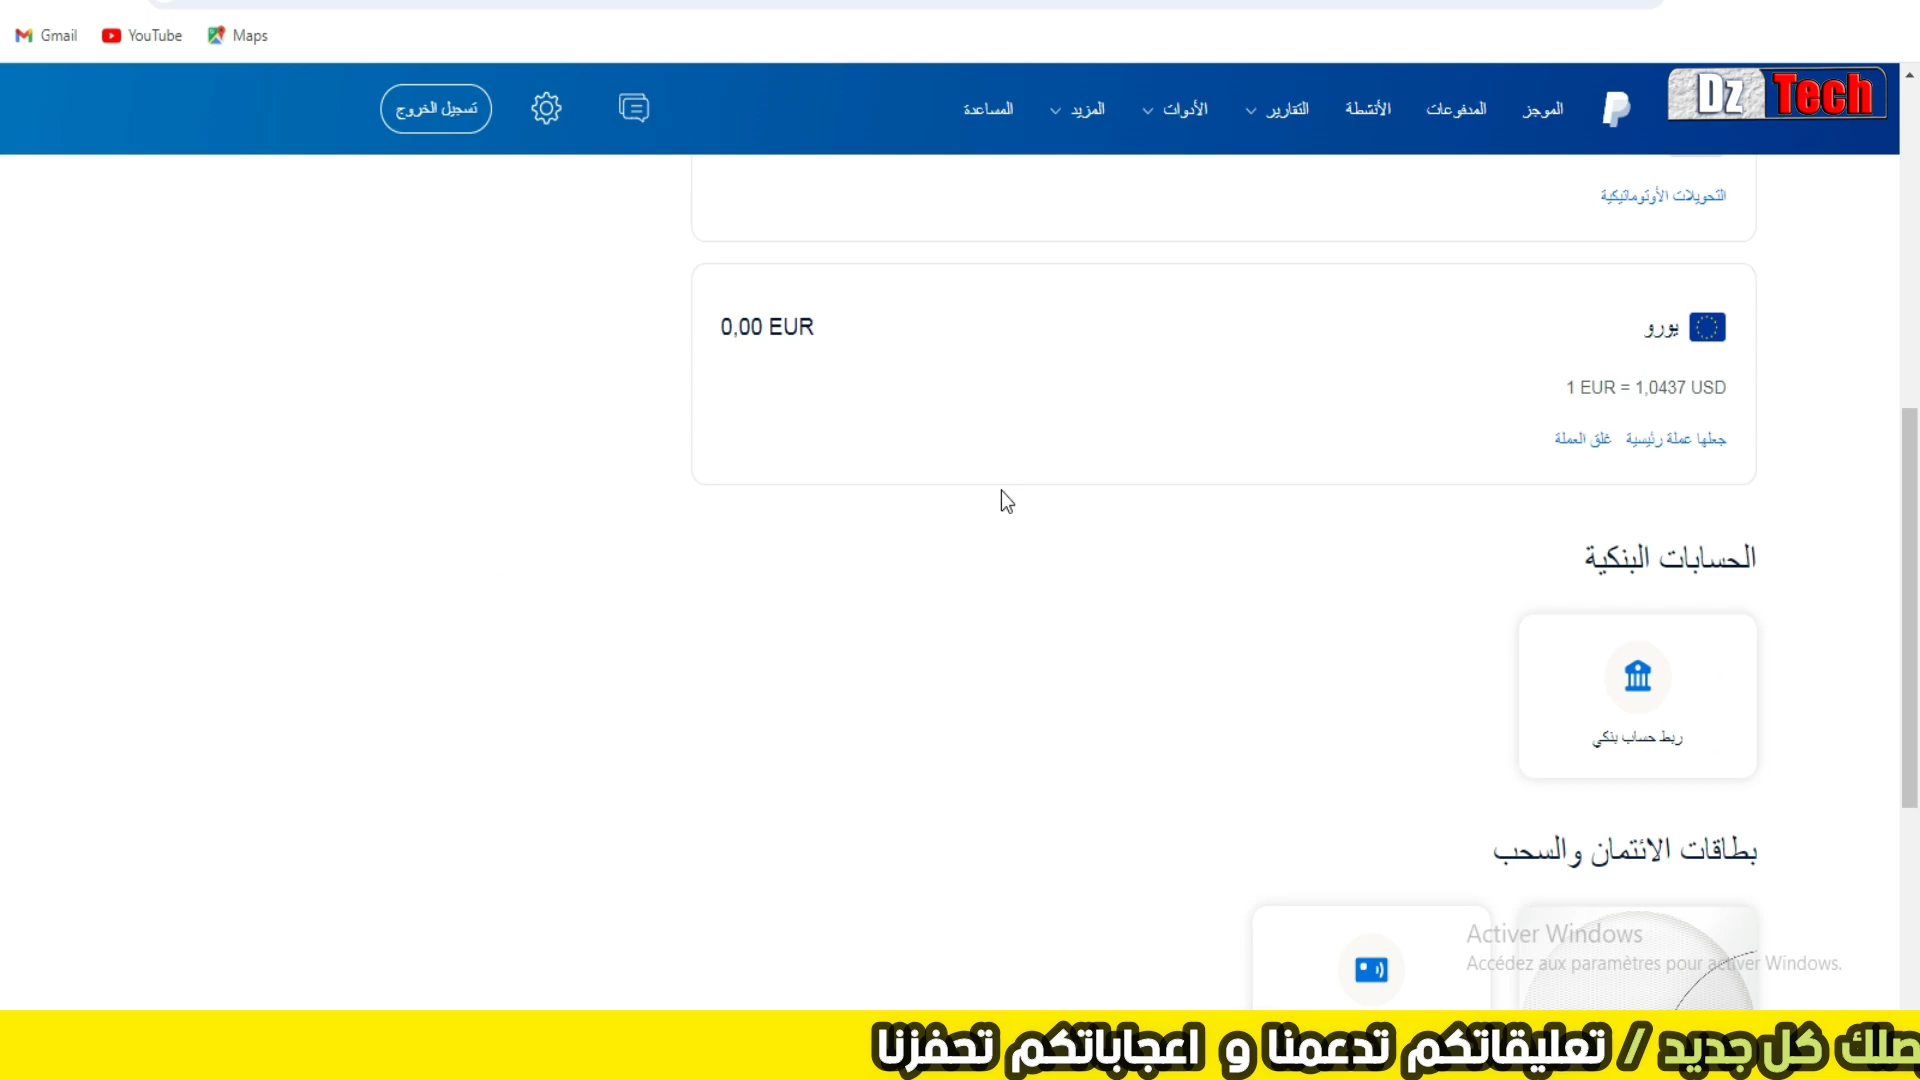 Gmail YouTube Maps
Dz Tech
الموجز المدفوعات الأنشطة التقارير الأدوات المزيد المساعدة تسجيل الخروج
التحويلات الأوتوماتيكية
يورو 0,00 EUR
1 EUR = 1,0437 USD
جعلها عملة رئيسية غلق العملة
الحسابات البنكية
ربط حساب بنكي
بطاقات الائتمان والسحب
Activer Windows
Accédez aux paramètres pour activer Windows.
كل جديد / تعليقاتكم تدعمنا و اعجاباتكم تحفزنا